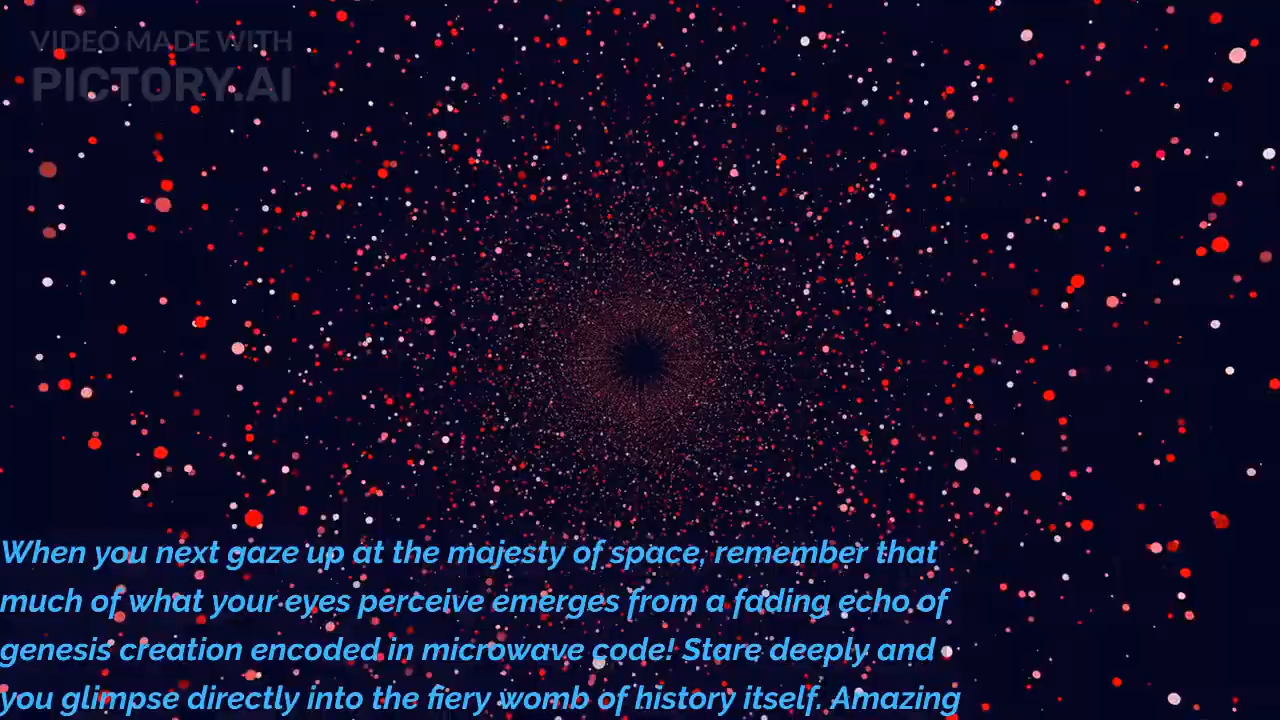 VIDEO MADE WITH
PICTORY.AI
When you next gaze up at the majesty of space, remember that
much of what your eyes perceive emerges from a fading echo of
genesis creation encoded in microwave code! Stare deeply and
you glimpse directly into the fiery womb of history itself. Amazing